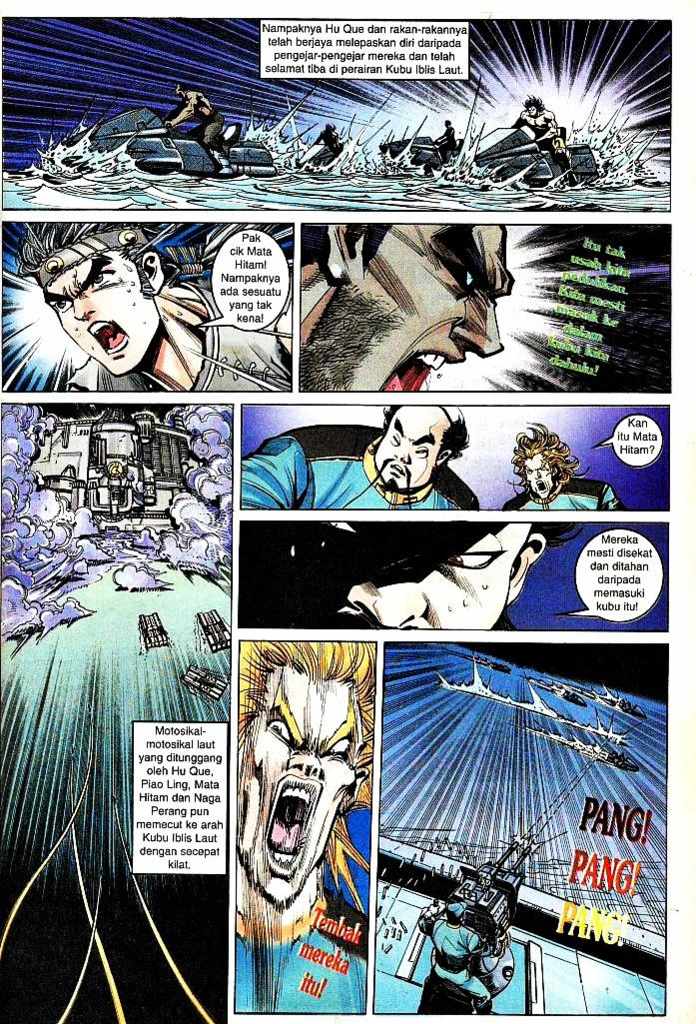 Nampaknya Hu Que dan rakan-rakannya
telah berjaya melepaskan diri daripada
pengejar-pengejar mereka dan telah
selamat tiba di perairan Kubu Iblis Laut.
Pak
cik Mata
Hitam!
Nampaknya
ada sesuatu
yang tak
kena!
Itu tak
usah kita
pedulikan.
Kita mesti
masuk ke
dalam
kubu kita
dahulu!
Kan
itu Mata
Hitam?
Mereka
mesti disekat
dan ditahan
daripada
memasuki
kubu itu!
Motosikal-
motosikal laut
yang ditunggang
oleh Hu Que,
Piao Ling, Mata
Hitam dan Naga
Perang pun
memecut ke arah
Kubu Iblis Laut
dengan secepat
kilat.
Tembak
mereka
itu!
PANG!
PANG!
PANG!